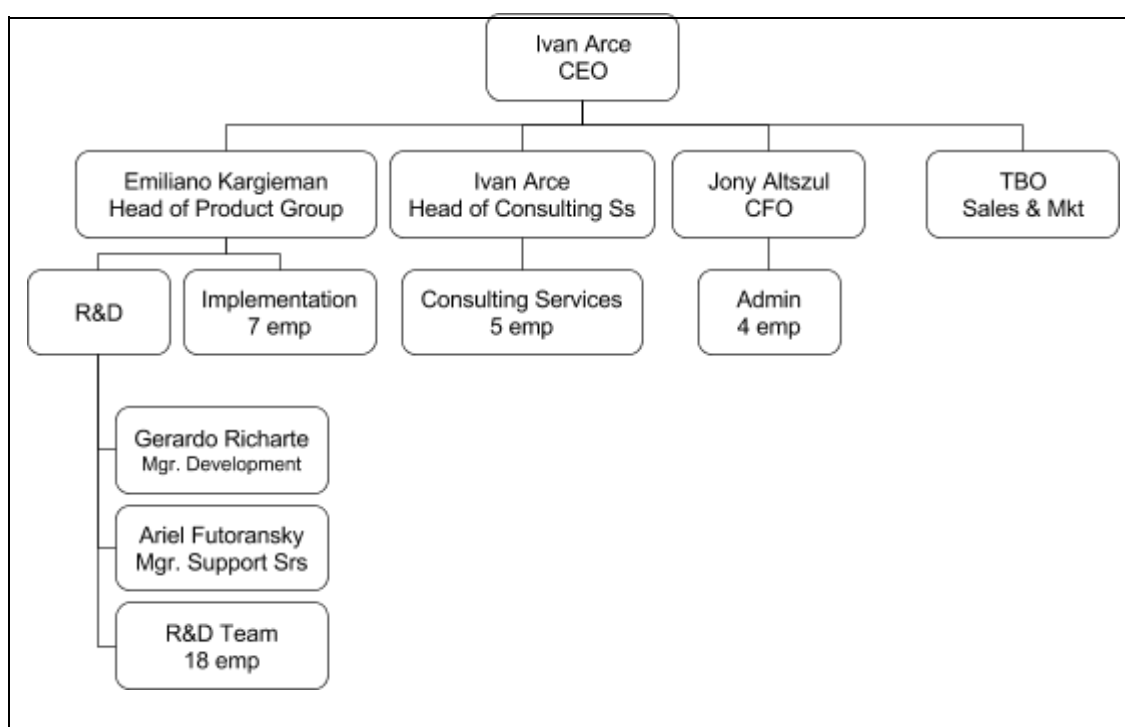 Ivan Arce
CEO
Emiliano Kargieman
Head of Product Group
Ivan Arce
Head of Consulting Ss
Jony Altszul
CFO
TBO
Sales & Mkt
R&D
Implementation
7 emp
Consulting Services
5 emp
Admin
4 emp
Gerardo Richarte
Mgr. Development
Ariel Futoransky
Mgr. Support Srs
R&D Team
18 emp